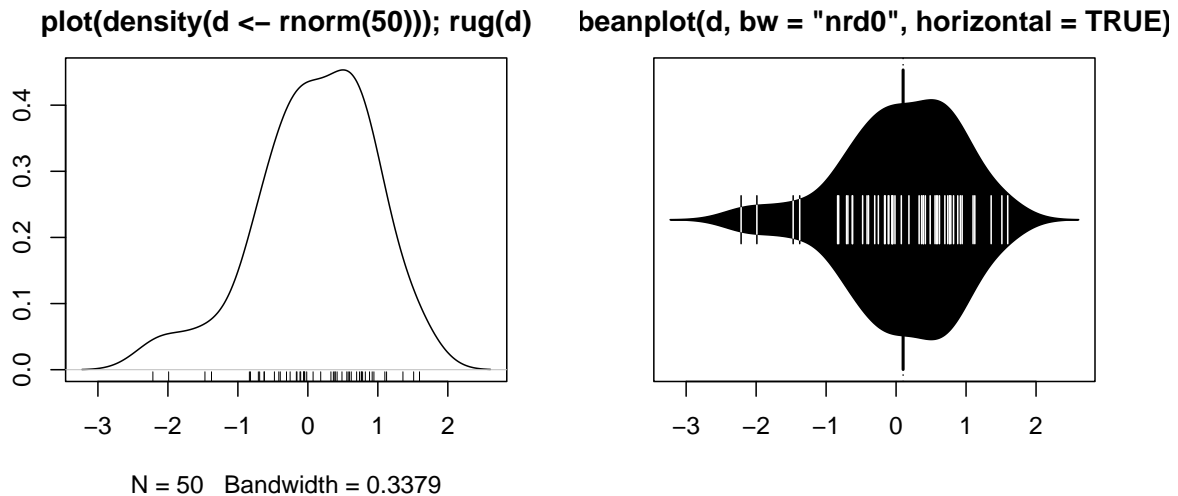 plot(density(d <- rnorm(50))); rug(d)
0.0
0.1
0.2
0.3
0.4
−3 −2 −1 0 1 2
N = 50 Bandwidth = 0.3379
beanplot(d, bw = "nrd0", horizontal = TRUE)
−3 −2 −1 0 1 2